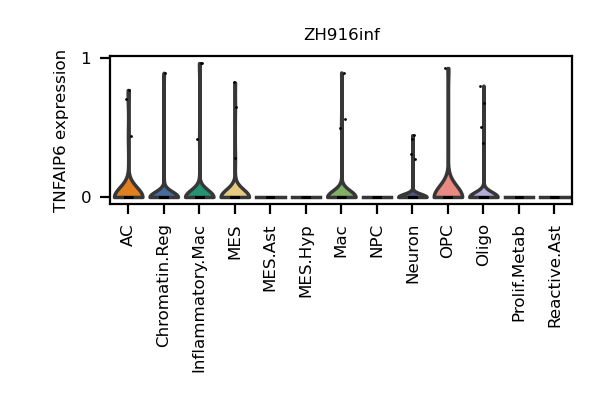 ZH916inf
TNFAIP6 expression
1
0
AC
Chromatin.Reg
Inflammatory.Mac
MES
MES.Ast
MES.Hyp
Mac
NPC
Neuron
OPC
Oligo
Prolif.Metab
Reactive.Ast